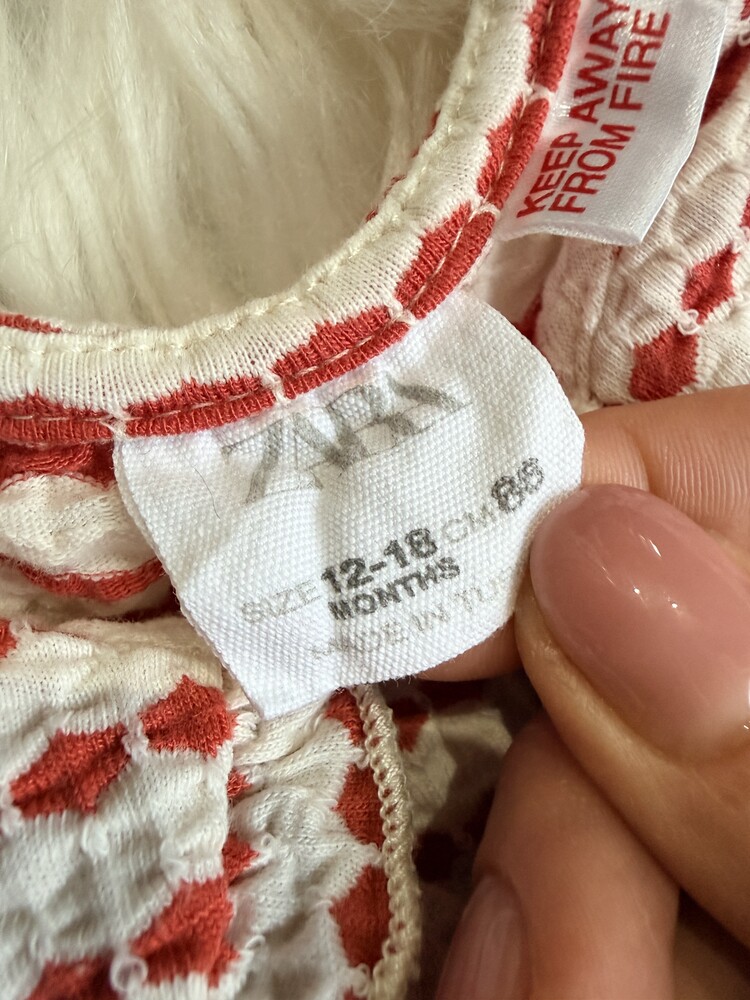 KEEP AWAY
FROM FIRE
ZARA
SIZE 12-18 CM 86
MONTHS
MADE IN